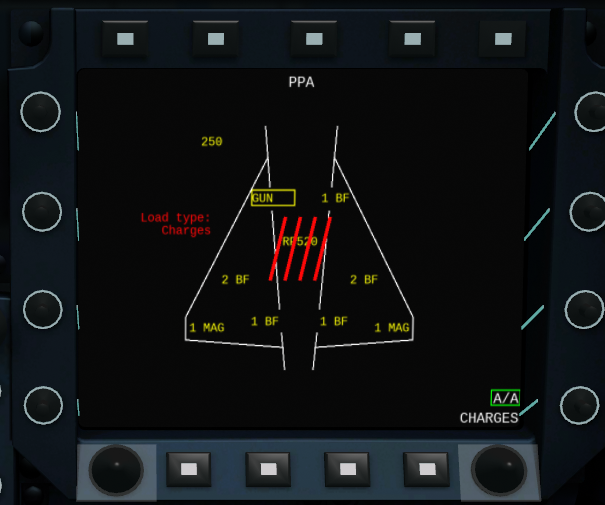 PPA
250
GUN
1 BF
Load type:
Charges
RP520
2 BF
2 BF
1 MAG
1 BF
1 BF
1 MAG
A/A
CHARGES